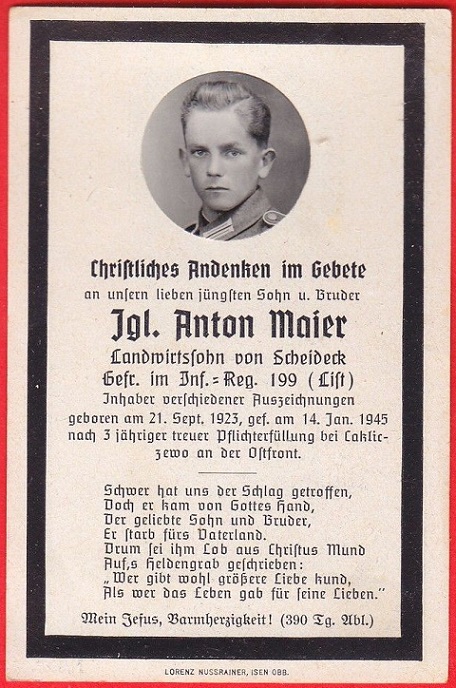 Christliches Andenken im Gebete
an unsern lieben jüngsten Sohn u. Bruder
Jgl. Anton Maier
Landwirtssohn von Scheideck
Gefr. im Inf.=Reg. 199 (List)
Inhaber verschiedener Auszeichnungen
geboren am 21. Sept. 1923, gef. am 14. Jan. 1945
nach 3 jähriger treuer Pflichterfüllung bei Laklic-
zewo an der Ostfront.
Schwer hat uns der Schlag getroffen,
Doch er kam von Gottes Hand,
Der geliebte Sohn und Bruder,
Er starb fürs Vaterland.
Drum sei ihm Lob aus Christus Mund
Auf,s Heldengrab geschrieben:
„Wer gibt wohl größere Liebe kund,
Als wer das Leben gab für seine Lieben."
Mein Jesus, Barmherzigkeit! (390 Tg. Abl.)
LORENZ NUSSRAINER, ISEN OBB.